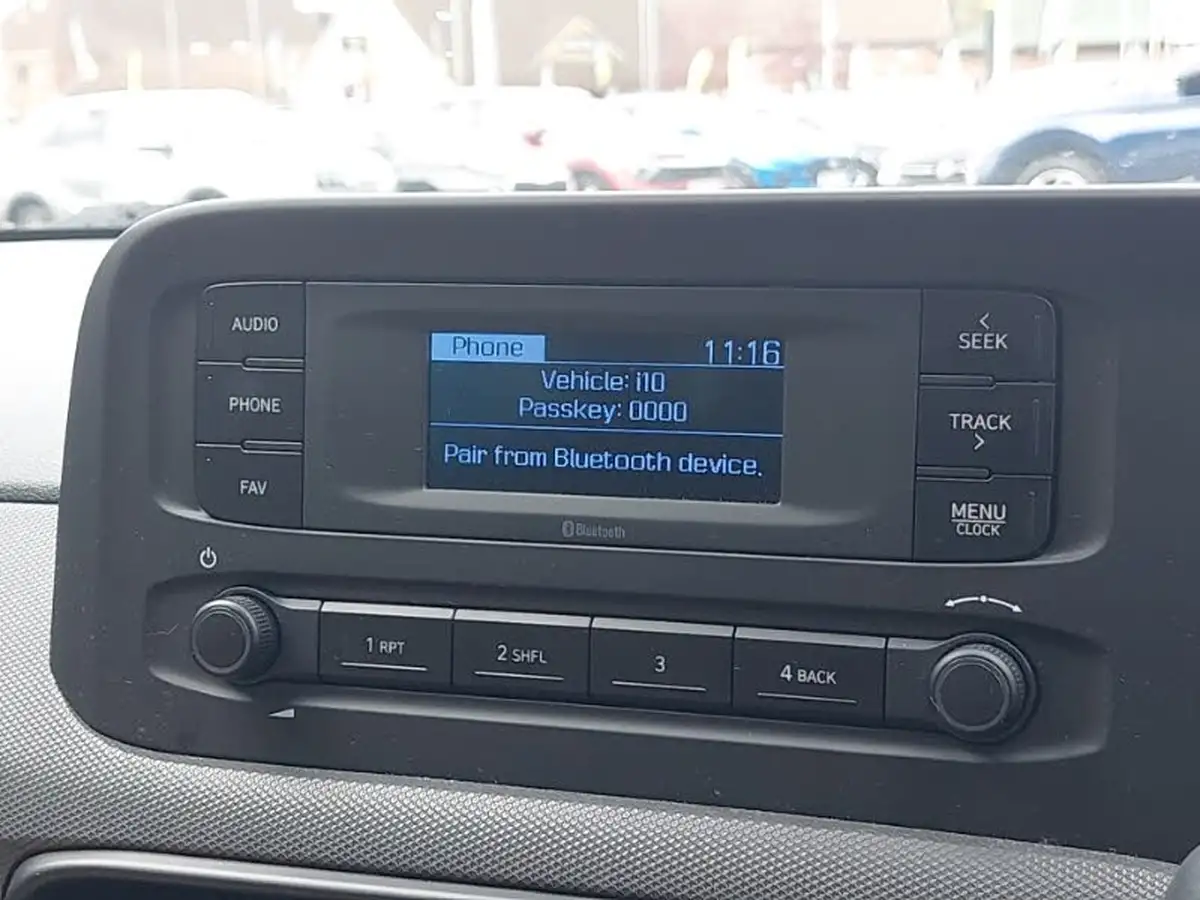 AUDIO
PHONE
FAV
Phone 11:16
Vehicle: i10
Passkey: 0000
Pair from Bluetooth device.
Bluetooth
SEEK
TRACK
MENU
CLOCK
1 RPT
2 SHFL
3
4 BACK